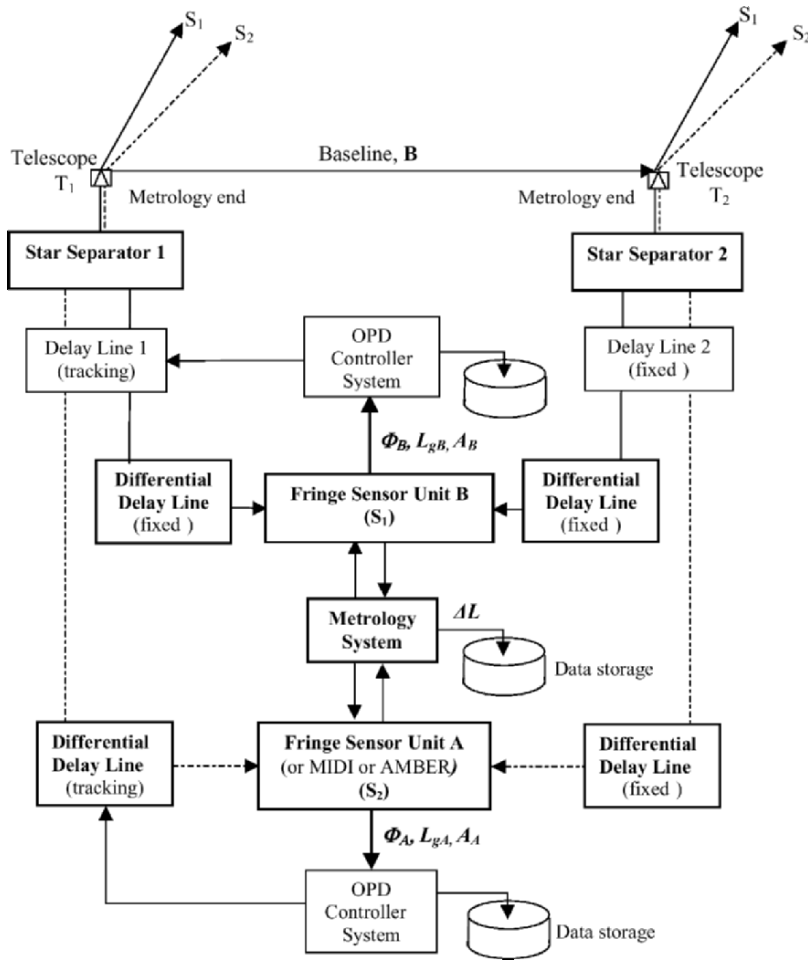 S1
S2
S1
S2
Baseline, B
Telescope
T1
Metrology end
Metrology end
Telescope
T2
Star Separator 1
Star Separator 2
Delay Line 1
(tracking)
OPD
Controller
System
Delay Line 2
(fixed )
ΦB, LgB, AB
Differential
Delay Line
(fixed )
Fringe Sensor Unit B
(S1)
Differential
Delay Line
(fixed )
Metrology
System
ΔL
Data storage
Differential
Delay Line
(tracking)
Fringe Sensor Unit A
(or MIDI or AMBER)
(S2)
Differential
Delay Line
(fixed )
ΦA, LgA, AA
OPD
Controller
System
Data storage